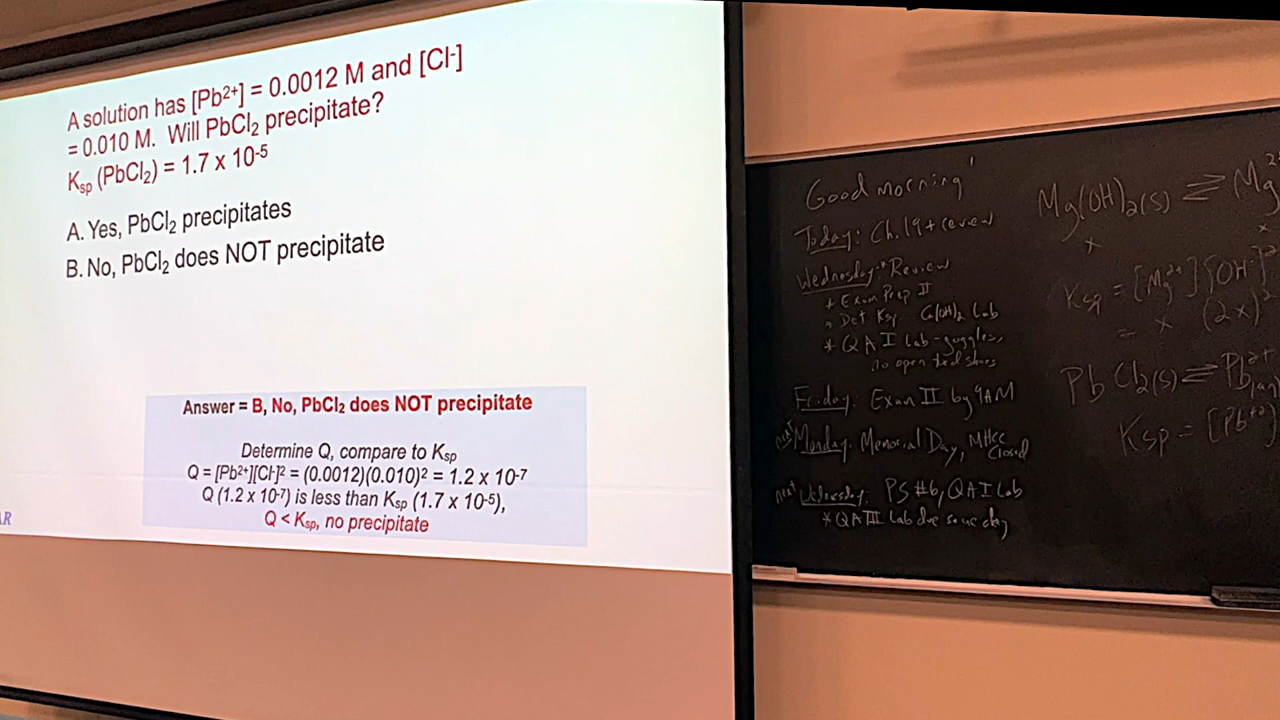 A solution has [Pb²⁺] = 0.0012 M and [Cl-]
= 0.010 M. Will PbCl₂ precipitate?
Ksp (PbCl₂) = 1.7 x 10⁻⁵
A. Yes, PbCl₂ precipitates
B. No, PbCl₂ does NOT precipitate
Answer = B, No, PbCl₂ does NOT precipitate
Determine Q, compare to Ksp
Q = [Pb²⁺][Cl-]² = (0.0012)(0.010)² = 1.2 x 10⁻⁷
Q (1.2 x 10⁻⁷) is less than Ksp (1.7 x 10⁻⁵),
Q < Ksp, no precipitate
Good morning
Today: Ch. 19 + review
Wednesday: * Review
* Exam Prep II
* Det Ksp Ca(OH)₂ Lab
* QA I Lab - goggles,
no open toed shoes
Friday: Exam II by 9AM
next Monday: Memorial Day, MHCC
Closed
next Wednesday: PS #6, QA I Lab
* QA III Lab due same day
Mg(OH)₂(s) ⇌ Mg²
x x
Ksp = [Mg²⁺][OH⁻]²
= x (2x)²
PbCl₂(s) ⇌ Pb²⁺
Ksp = [Pb⁺²]